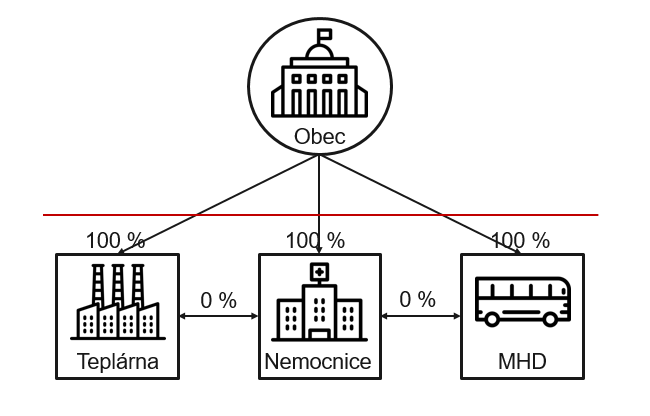 Obec
100 % 100 % 100 %
0 % 0 %
Teplárna Nemocnice MHD